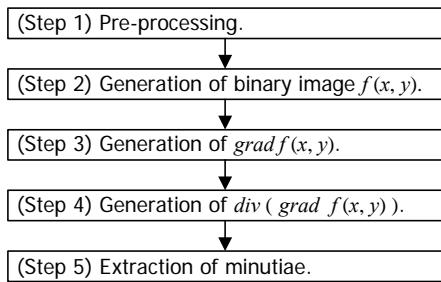 (Step 1) Pre-processing.
(Step 2) Generation of binary image f(x, y).
(Step 3) Generation of grad f(x, y).
(Step 4) Generation of div ( grad f(x, y) ).
(Step 5) Extraction of minutiae.